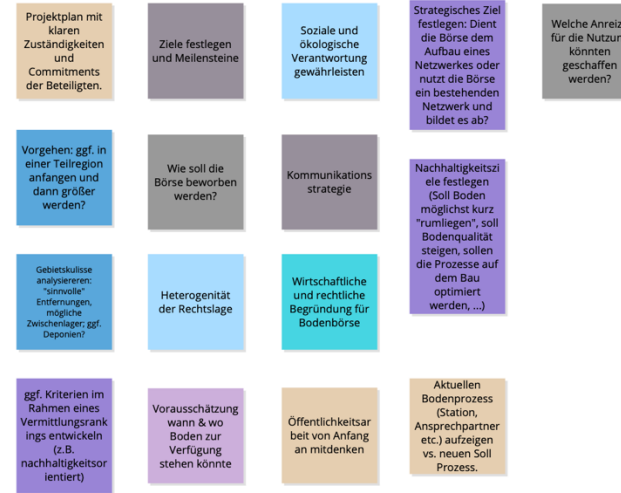 Projektplan mit
klaren
Zuständigkeiten
und
Commitments
der Beteiligten.
Ziele festlegen
und Meilensteine
Soziale und
ökologische
Verantwortung
gewährleisten
Strategisches Ziel
festlegen: Dient
die Börse dem
Aufbau eines
Netzwerkes oder
nutzt die Börse
ein bestehenden
Netzwerk und
bildet es ab?
Welche Anreiz
für die Nutzun
könnten
geschaffen
werden?
Vorgehen: ggf. in
einer Teilregion
anfangen und
dann größer
werden?
Wie soll die
Börse beworben
werden?
Kommunikations
strategie
Nachhaltigkeitszi
ele festlegen
(Soll Boden
möglichst kurz
"rumliegen", soll
Bodenqualität
steigen, sollen
die Prozesse auf
dem Bau
optimiert
werden, ...)
Gebietskulisse
analysiereren:
"sinnvolle"
Entfernungen,
mögliche
Zwischenlager; ggf.
Deponien?
Heterogenität
der Rechtslage
Wirtschaftliche
und rechtliche
Begründung für
Bodenbörse
ggf. Kriterien im
Rahmen eines
Vermittlungsrank
ings entwickeln
(z.B.
nachhaltigkeitsor
ientiert)
Vorausschätzung
wann & wo
Boden zur
Verfügung
stehen könnte
Öffentlichkeitsar
beit von Anfang
an mitdenken
Aktuellen
Bodenprozess
(Station,
Ansprechpartner
etc.) aufzeigen
vs. neuen Soll
Prozess.